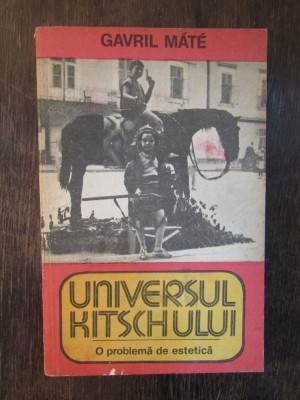 GAVRIL MÁTÉ
UNIVERSUL
KITSCHULUI
O problemă de estetică